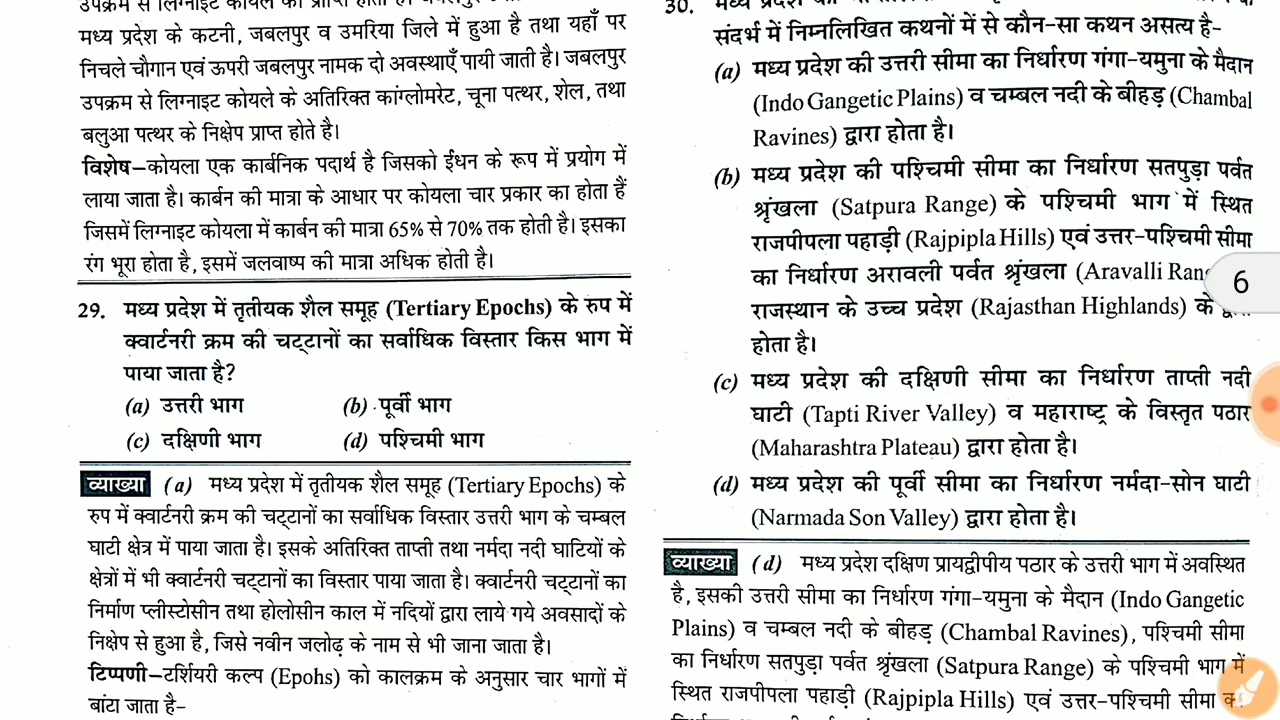 उपक्रम से लिग्नाइट कोयले की प्राप्ति होती है।
मध्य प्रदेश के कटनी, जबलपुर व उमरिया जिले में हुआ है तथा यहाँ पर
निचले चौगान एवं ऊपरी जबलपुर नामक दो अवस्थाएँ पायी जाती है। जबलपुर
उपक्रम से लिग्नाइट कोयले के अतिरिक्त कांग्लोमरेट, चूना पत्थर, शेल, तथा
बलुआ पत्थर के निक्षेप प्राप्त होते है।
विशेष–कोयला एक कार्बनिक पदार्थ है जिसको ईंधन के रूप में प्रयोग में
लाया जाता है। कार्बन की मात्रा के आधार पर कोयला चार प्रकार का होता हैं
जिसमें लिग्नाइट कोयला में कार्बन की मात्रा 65% से 70% तक होती है। इसका
रंग भूरा होता है, इसमें जलवाष्प की मात्रा अधिक होती है।
29. मध्य प्रदेश में तृतीयक शैल समूह (Tertiary Epochs) के रुप में
क्वार्टनरी क्रम की चट्टानों का सर्वाधिक विस्तार किस भाग में
पाया जाता है?
(a) उत्तरी भाग (b) पूर्वी भाग
(c) दक्षिणी भाग (d) पश्चिमी भाग
व्याख्या (a) मध्य प्रदेश में तृतीयक शैल समूह (Tertiary Epochs) के
रुप में क्वार्टनरी क्रम की चट्टानों का सर्वाधिक विस्तार उत्तरी भाग के चम्बल
घाटी क्षेत्र में पाया जाता है। इसके अतिरिक्त ताप्ती तथा नर्मदा नदी घाटियों के
क्षेत्रों में भी क्वार्टनरी चट्टानों का विस्तार पाया जाता है। क्वार्टनरी चट्टानों का
निर्माण प्लीस्टोसीन तथा होलोसीन काल में नदियों द्वारा लाये गये अवसादों के
निक्षेप से हुआ है, जिसे नवीन जलोढ़ के नाम से भी जाना जाता है।
टिप्पणी–टर्शियरी कल्प (Epohs) को कालक्रम के अनुसार चार भागों में
बांटा जाता है–
30. मध्य प्रदेश
संदर्भ में निम्नलिखित कथनों में से कौन-सा कथन असत्य है–
(a) मध्य प्रदेश की उत्तरी सीमा का निर्धारण गंगा-यमुना के मैदान
(Indo Gangetic Plains) व चम्बल नदी के बीहड़ (Chambal
Ravines) द्वारा होता है।
(b) मध्य प्रदेश की पश्चिमी सीमा का निर्धारण सतपुड़ा पर्वत
श्रृंखला (Satpura Range) के पश्चिमी भाग में स्थित
राजपीपला पहाड़ी (Rajpipla Hills) एवं उत्तर-पश्चिमी सीमा
का निर्धारण अरावली पर्वत श्रृंखला (Aravalli Ran
राजस्थान के उच्च प्रदेश (Rajasthan Highlands) के
होता है।
(c) मध्य प्रदेश की दक्षिणी सीमा का निर्धारण ताप्ती नदी
घाटी (Tapti River Valley) व महाराष्ट्र के विस्तृत पठार
(Maharashtra Plateau) द्वारा होता है।
(d) मध्य प्रदेश की पूर्वी सीमा का निर्धारण नर्मदा-सोन घाटी
(Narmada Son Valley) द्वारा होता है।
व्याख्या (d) मध्य प्रदेश दक्षिण प्रायद्वीपीय पठार के उत्तरी भाग में अवस्थित
है, इसकी उत्तरी सीमा का निर्धारण गंगा-यमुना के मैदान (Indo Gangetic
Plains) व चम्बल नदी के बीहड़ (Chambal Ravines), पश्चिमी सीमा
का निर्धारण सतपुड़ा पर्वत श्रृंखला (Satpura Range) के पश्चिमी भाग में
स्थित राजपीपला पहाड़ी (Rajpipla Hills) एवं उत्तर-पश्चिमी सीमा का
6